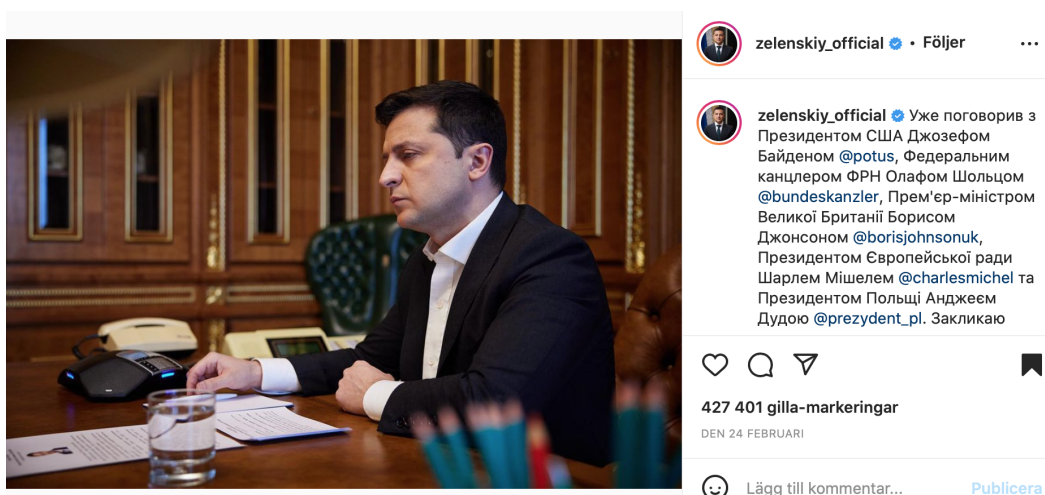 zelenskiy_official • Följer
zelenskiy_official Уже поговорив з
Президентом США Джозефом
Байденом @potus, Федеральним
канцлером ФРН Олафом Шольцом
@bundeskanzler, Прем'єр-міністром
Великої Британії Борисом
Джонсоном @borisjohnsonuk,
Президентом Європейської ради
Шарлем Мішелем @charlesmichel та
Президентом Польщі Анджеєм
Дудою @prezydent_pl. Закликаю
427 401 gilla-markeringar
DEN 24 FEBRUARI
Lägg till kommentar...
Publicera